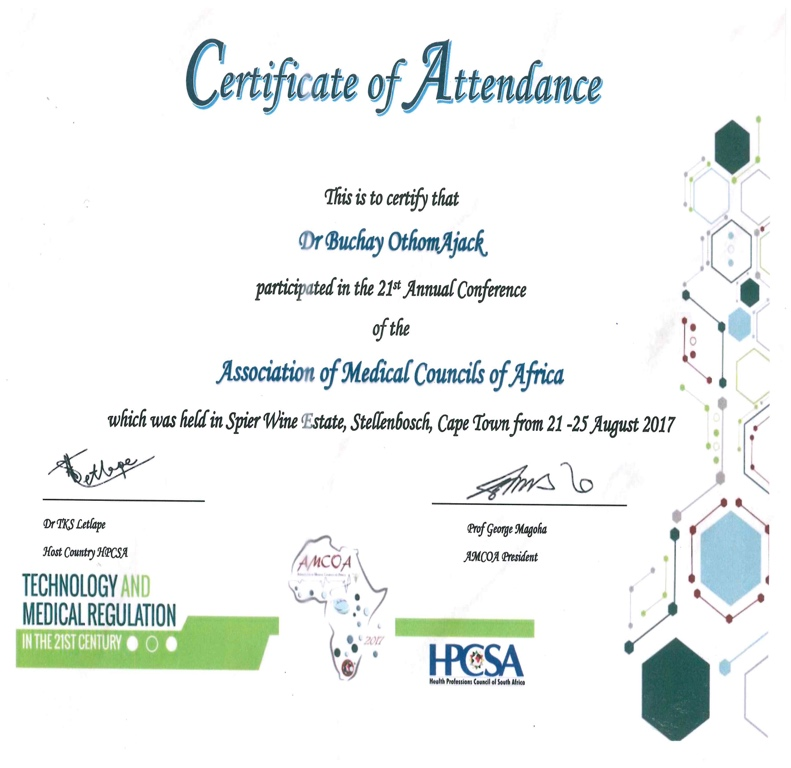 Certificate of Attendance
This is to certify that
Dr Buchay OthomAjack
participated in the 21st Annual Conference
of the
Association of Medical Councils of Africa
which was held in Spier Wine Estate, Stellenbosch, Cape Town from 21 -25 August 2017
Letlape
Dr TKS Letlape
Host Country HPCSA
Prof George Magoha
AMCOA President
TECHNOLOGY AND
MEDICAL REGULATION
IN THE 21ST CENTURY
AMCOA
2017
HPCSA
Health Professions Council of South Africa